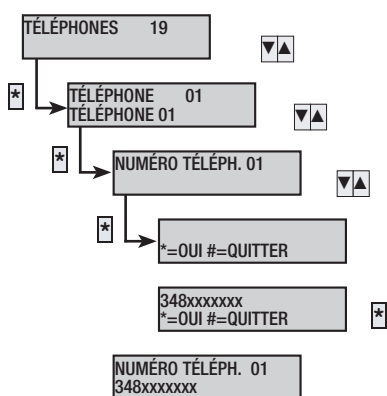 TÉLÉPHONES 19
▼▲
*
TÉLÉPHONE 01
TÉLÉPHONE 01
▼▲
*
NUMÉRO TÉLÉPH. 01
▼▲
*
*=OUI #=QUITTER
348xxxxxxx
*=OUI #=QUITTER
*
NUMÉRO TÉLÉPH. 01
348xxxxxxx